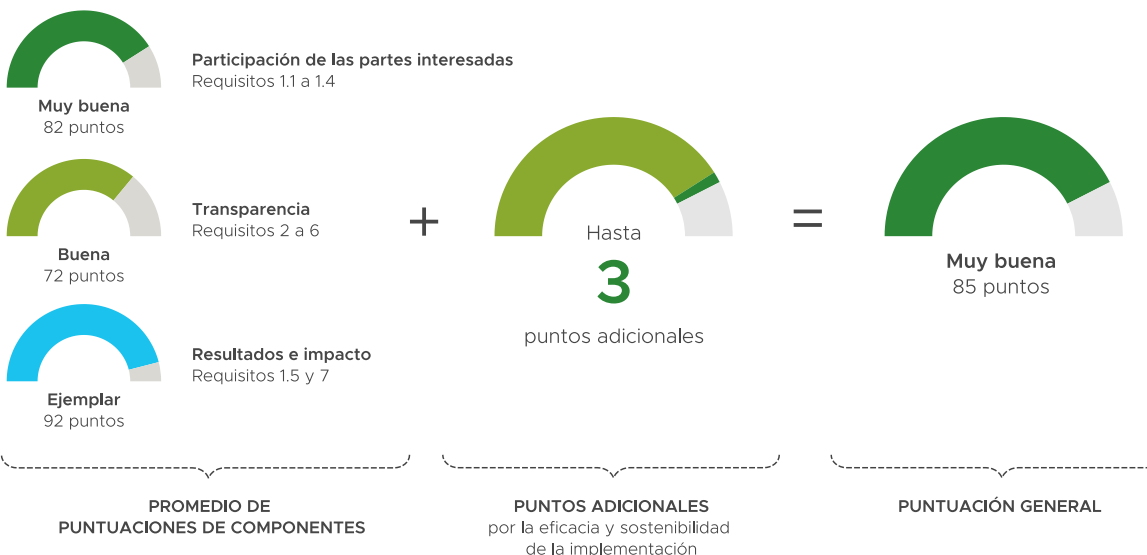 Participación de las partes interesadas
Requisitos 1.1 a 1.4
Muy buena
82 puntos
Transparencia
Requisitos 2 a 6
Buena
72 puntos
Resultados e impacto
Requisitos 1.5 y 7
Ejemplar
92 puntos
+
Hasta
3
puntos adicionales
=
Muy buena
85 puntos
PROMEDIO DE
PUNTUACIONES DE COMPONENTES
PUNTOS ADICIONALES
por la eficacia y sostenibilidad
de la implementación
PUNTUACIÓN GENERAL